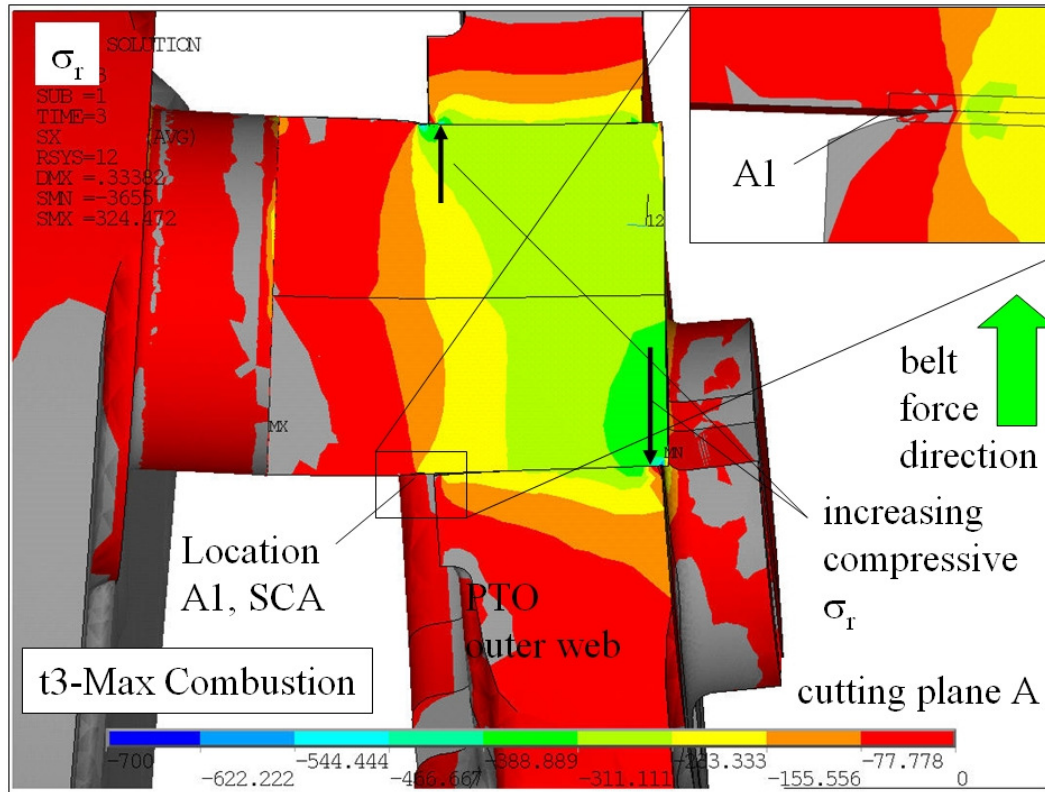 σr
SOLUTION
SUB =1
TIME=3
SX (AVG)
RSYS=12
DMX =.33382
SMN =-3655
SMX =324.472
A1
12
MX
MN
belt
force
direction
increasing
compressive
σr
Location
A1, SCA
PTO
outer web
t3-Max Combustion
cutting plane A
-700 -544.444 -388.889 -233.333 -77.778
-622.222 -466.667 -311.111 -155.556 0